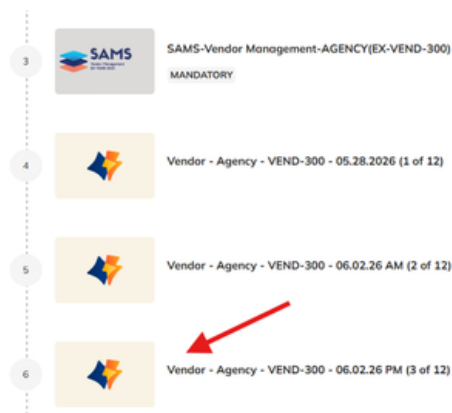 3
SAMS
SAMS-Vendor Management-AGENCY(EX-VEND-300)
MANDATORY
4
Vendor - Agency - VEND-300 - 05.28.2026 (1 of 12)
5
Vendor - Agency - VEND-300 - 06.02.26 AM (2 of 12)
6
Vendor - Agency - VEND-300 - 06.02.26 PM (3 of 12)